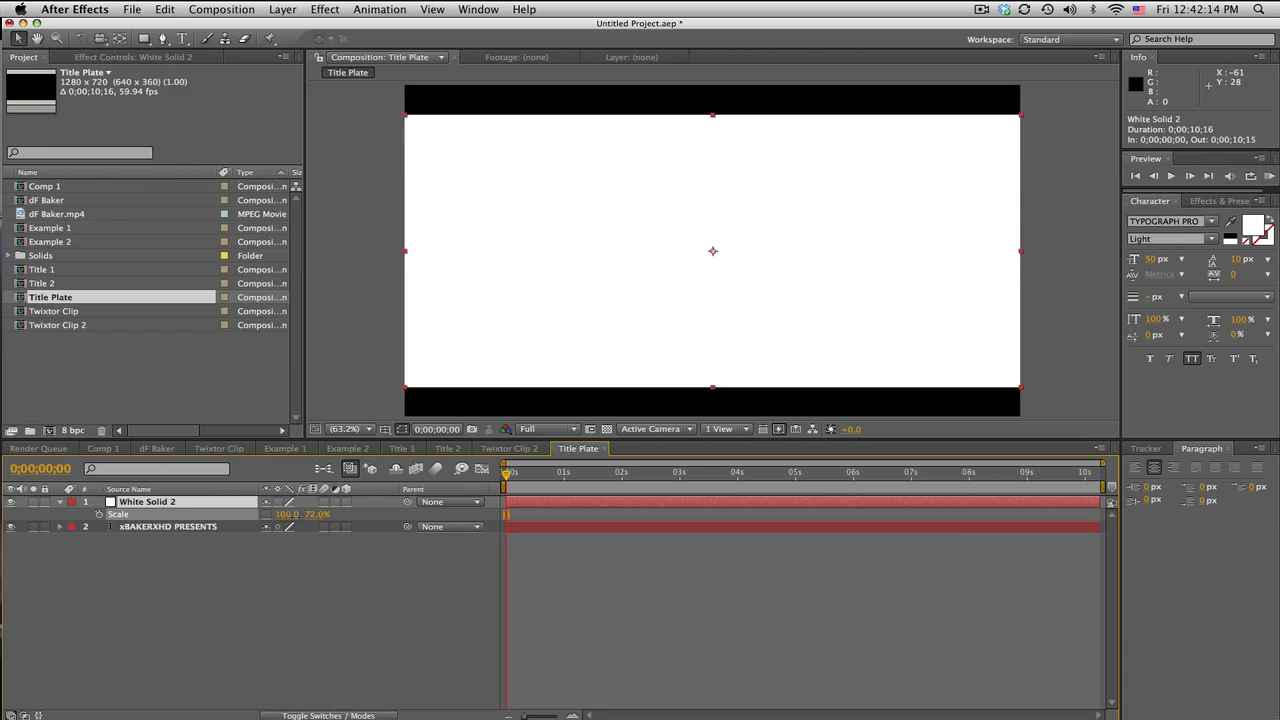 After Effects File Edit Composition Layer Effect Animation View Window Help Fri 12:42:14 PM
Untitled Project.aep *
Workspace: Standard Search Help
Project Effect Controls: White Solid 2 Composition: Title Plate Footage: (none) Layer: (none) Info
Title Plate
Title Plate
1280 x 720 (640 x 360) (1.00)
Δ 0;00;10;16, 59.94 fps
R : X : -61
G : Y : 28
B :
A : 0
White Solid 2
Duration: 0;00;10;16
In: 0;00;00;00, Out: 0;00;10;15
Preview
Name Type Siz
Comp 1 Composi...n
dF Baker Composi...n
dF Baker.mp4 MPEG Movie
Example 1 Composi...n
Example 2 Composi...n
Solids Folder
Title 1 Composi...n
Title 2 Composi...n
Title Plate Composi...n
Twixtor Clip Composi...n
Twixtor Clip 2 Composi...n
Character Effects & Prese
TYPOGRAPH PRO
Light
50 px 10 px
Metrics 0
- px
100 % 100 %
0 px 0 %
T T TT Tt T' T,
8 bpc
(63.2%) 0;00;00;00 Full Active Camera 1 View +0.0
Render Queue Comp 1 dF Baker Twixtor Clip Example 1 Example 2 Title 1 Title 2 Twixtor Clip 2 Title Plate
Tracker Paragraph
0;00;00;00
:00s 01s 02s 03s 04s 05s 06s 07s 08s 09s 10s
# Source Name Parent
1 White Solid 2 None
Scale 100.0, 72.0%
2 T xBAKERXHD PRESENTS None
0 px 0 px 0 px
0 px 0 px
Toggle Switches / Modes